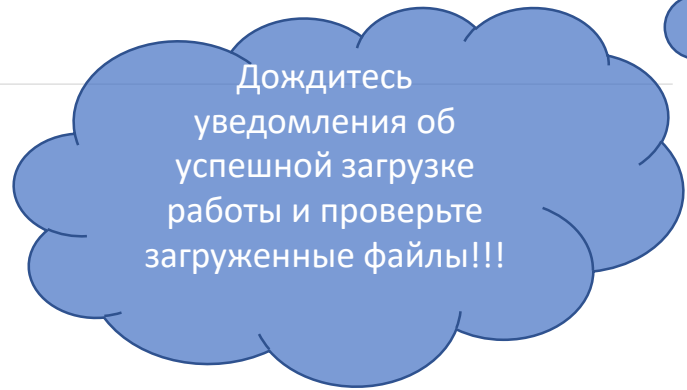 Дождитесь
уведомления об
успешной загрузке
работы и проверьте
загруженные файлы!!!